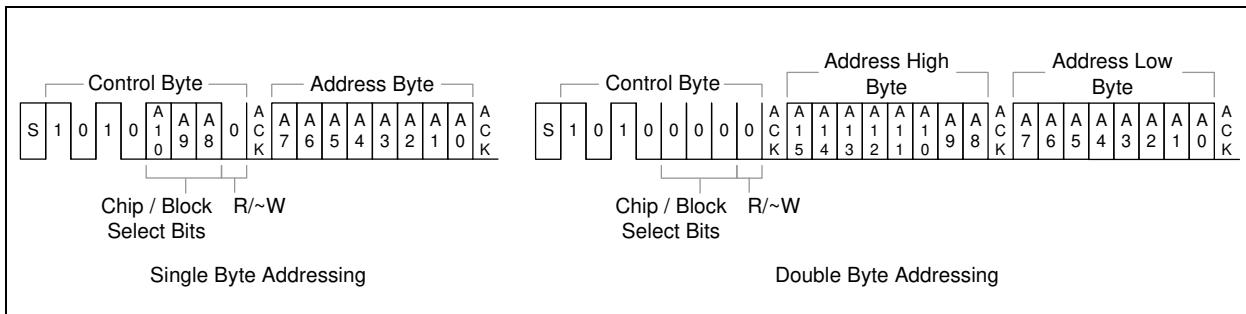 Control Byte
Address Byte
S 1 0 1 0 A10 A9 A8 0 ACK A7 A6 A5 A4 A3 A2 A1 A0 ACK
Chip / Block
Select Bits
R/~W
Single Byte Addressing
Control Byte
Address High
Byte
Address Low
Byte
S 1 0 1 0 0 0 0 0 ACK A15 A14 A13 A12 A11 A10 A9 A8 ACK A7 A6 A5 A4 A3 A2 A1 A0 ACK
Chip / Block
Select Bits
R/~W
Double Byte Addressing